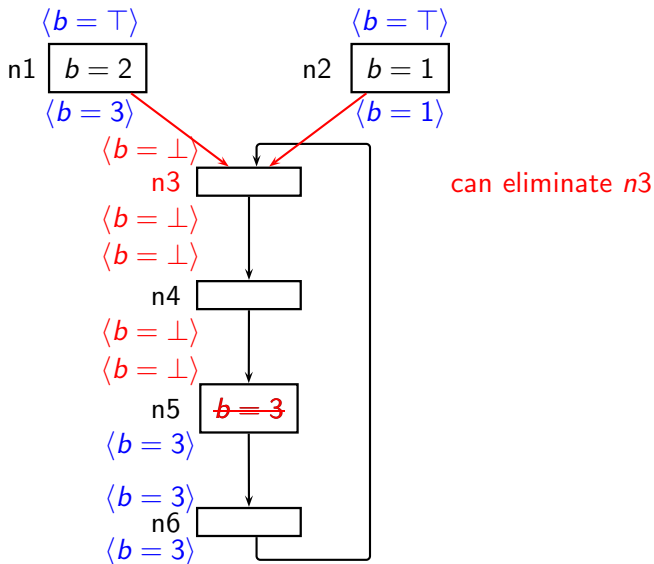 ⟨b = ⊤⟩ ⟨b = ⊤⟩
n1 b = 2 n2 b = 1
⟨b = 3⟩ ⟨b = 1⟩
⟨b = ⊥⟩
n3 can eliminate n3
⟨b = ⊥⟩
⟨b = ⊥⟩
n4
⟨b = ⊥⟩
⟨b = ⊥⟩
n5 b = 3
⟨b = 3⟩
⟨b = 3⟩
n6
⟨b = 3⟩